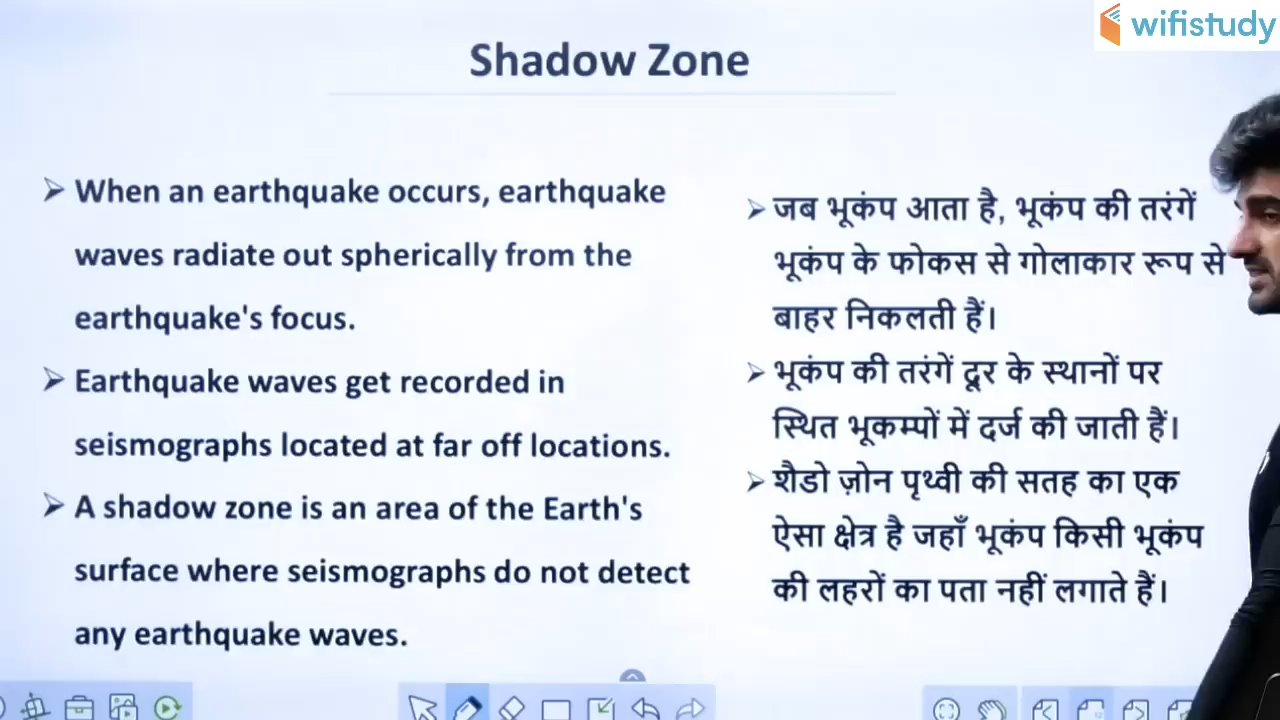 wifistudy
Shadow Zone
➢ When an earthquake occurs, earthquake
waves radiate out spherically from the
earthquake's focus.
➢ Earthquake waves get recorded in
seismographs located at far off locations.
➢ A shadow zone is an area of the Earth's
surface where seismographs do not detect
any earthquake waves.
➢ जब भूकंप आता है, भूकंप की तरंगें
भूकंप के फोकस से गोलाकार रूप से
बाहर निकलती हैं।
➢ भूकंप की तरंगें दूर के स्थानों पर
स्थित भूकम्पों में दर्ज की जाती हैं।
➢ शैडो ज़ोन पृथ्वी की सतह का एक
ऐसा क्षेत्र है जहाँ भूकंप किसी भूकंप
की लहरों का पता नहीं लगाते हैं।